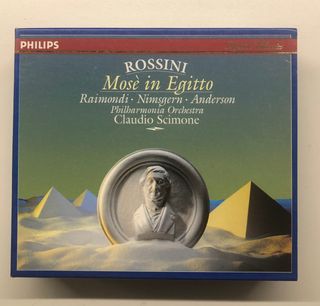 PHILIPS
ROSSINI
Mosè in Egitto
Raimondi · Nimsgern · Anderson
Philharmonia Orchestra
Claudio Scimone